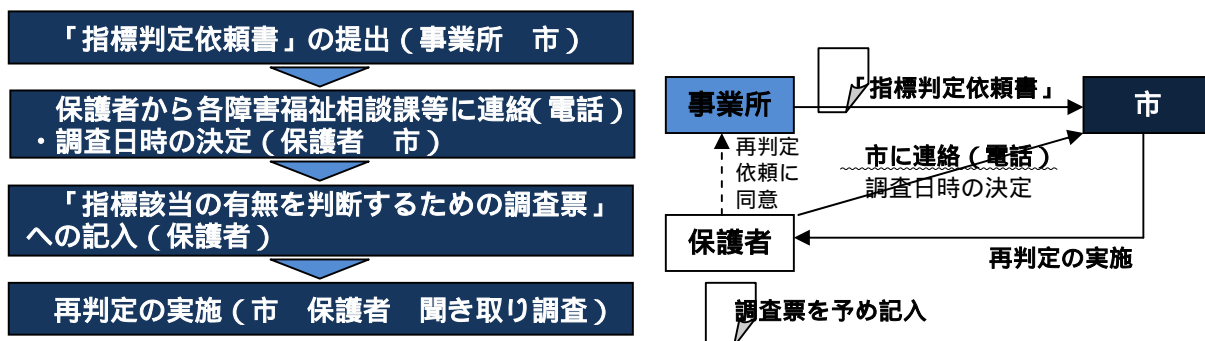 「指標判定依頼書」の提出（事業所　市）
保護者から各障害福祉相談課等に連絡（電話）
・調査日時の決定（保護者　市）
「指標該当の有無を判断するための調査票」
への記入（保護者）
再判定の実施（市　保護者　聞き取り調査）
事業所
「指標判定依頼書」
市
再判定
依頼に
同意
市に連絡（電話）
調査日時の決定
保護者
再判定の実施
調査票を予め記入